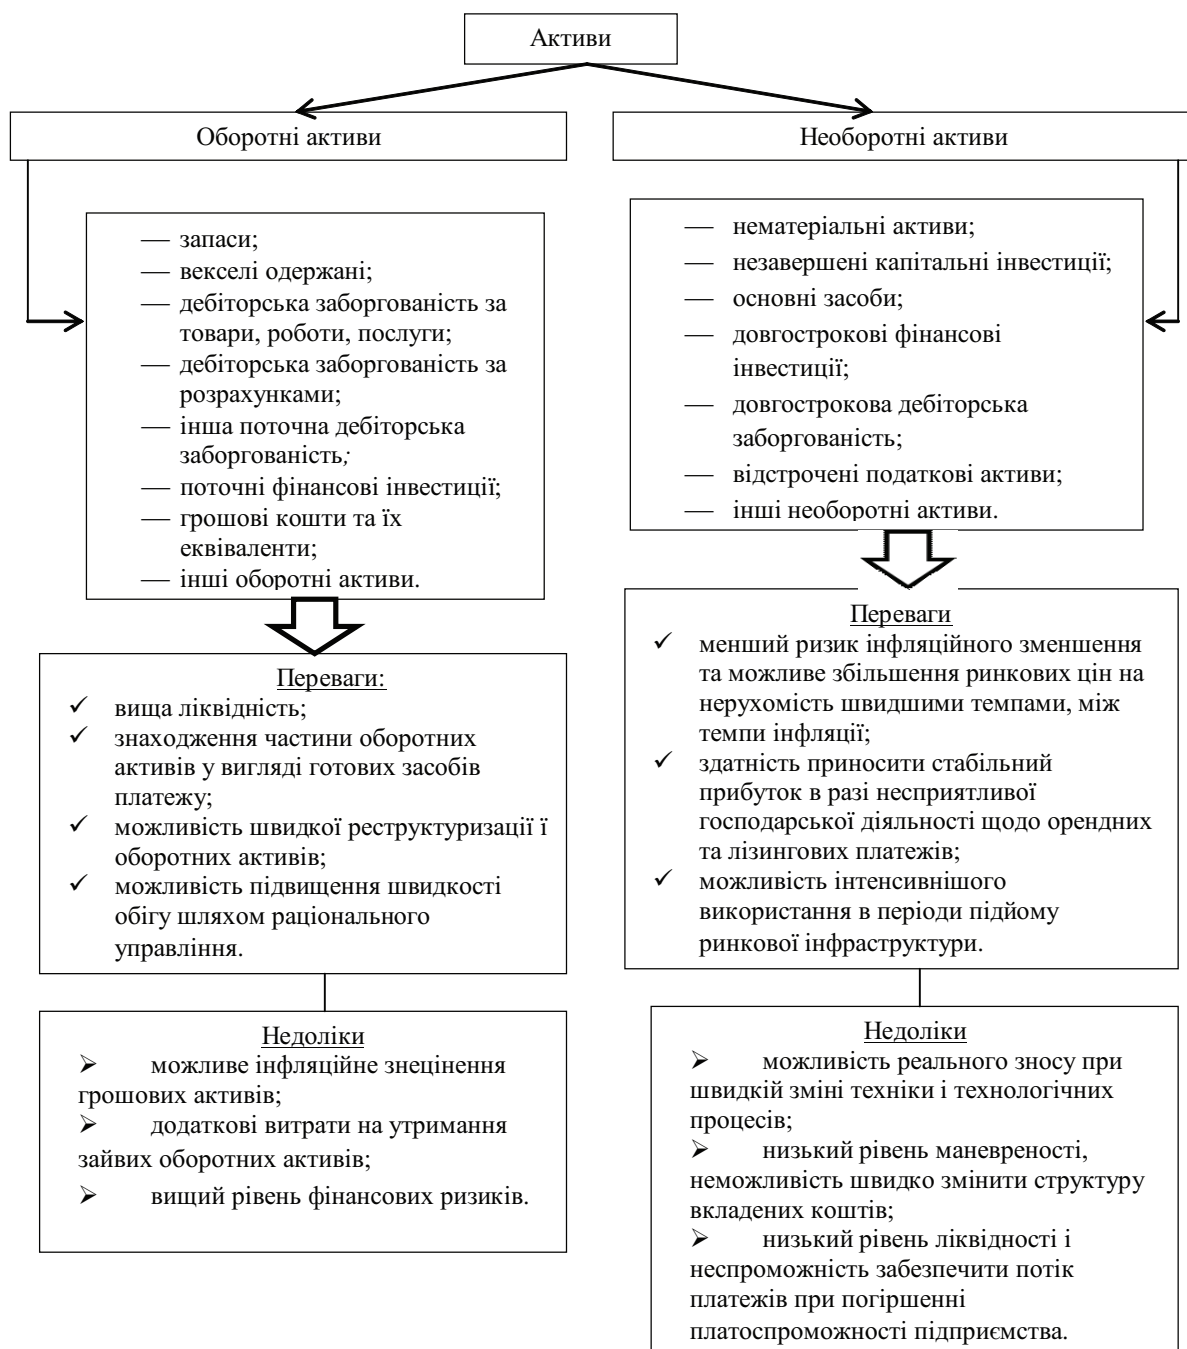 Активи
Оборотні активи
— запаси;
— векселі одержані;
— дебіторська заборгованість за
товари, роботи, послуги;
— дебіторська заборгованість за
розрахунками;
— інша поточна дебіторська
заборгованість;
— поточні фінансові інвестиції;
— грошові кошти та їх
еквіваленти;
— інші оборотні активи.
Переваги:
✓ вища ліквідність;
✓ знаходження частини оборотних
активів у вигляді готових засобів
платежу;
✓ можливість швидкої реструктуризації ї
оборотних активів;
✓ можливість підвищення швидкості
обігу шляхом раціонального
управління.
Недоліки
➢ можливе інфляційне знецінення
грошових активів;
➢ додаткові витрати на утримання
зайвих оборотних активів;
➢ вищий рівень фінансових ризиків.
Необоротні активи
— нематеріальні активи;
— незавершені капітальні інвестиції;
— основні засоби;
— довгострокові фінансові
інвестиції;
— довгострокова дебіторська
заборгованість;
— відстрочені податкові активи;
— інші необоротні активи.
Переваги
✓ менший ризик інфляційного зменшення
та можливе збільшення ринкових цін на
нерухомість швидшими темпами, між
темпи інфляції;
✓ здатність приносити стабільний
прибуток в разі несприятливої
господарської діяльності щодо орендних
та лізингових платежів;
✓ можливість інтенсивнішого
використання в періоди підйому
ринкової інфраструктури.
Недоліки
➢ можливість реального зносу при
швидкій зміні техніки і технологічних
процесів;
➢ низький рівень маневреності,
неможливість швидко змінити структуру
вкладених коштів;
➢ низький рівень ліквідності і
неспроможність забезпечити потік
платежів при погіршенні
платоспроможності підприємства.